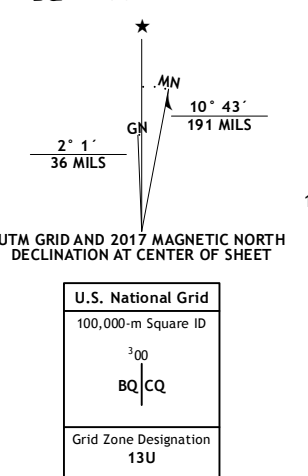 ★
MN
GN
10° 43´
191 MILS
2° 1´
36 MILS
UTM GRID AND 2017 MAGNETIC NORTH
DECLINATION AT CENTER OF SHEET
U.S. National Grid
100,000-m Square ID
³00
BQ CQ
Grid Zone Designation
13U